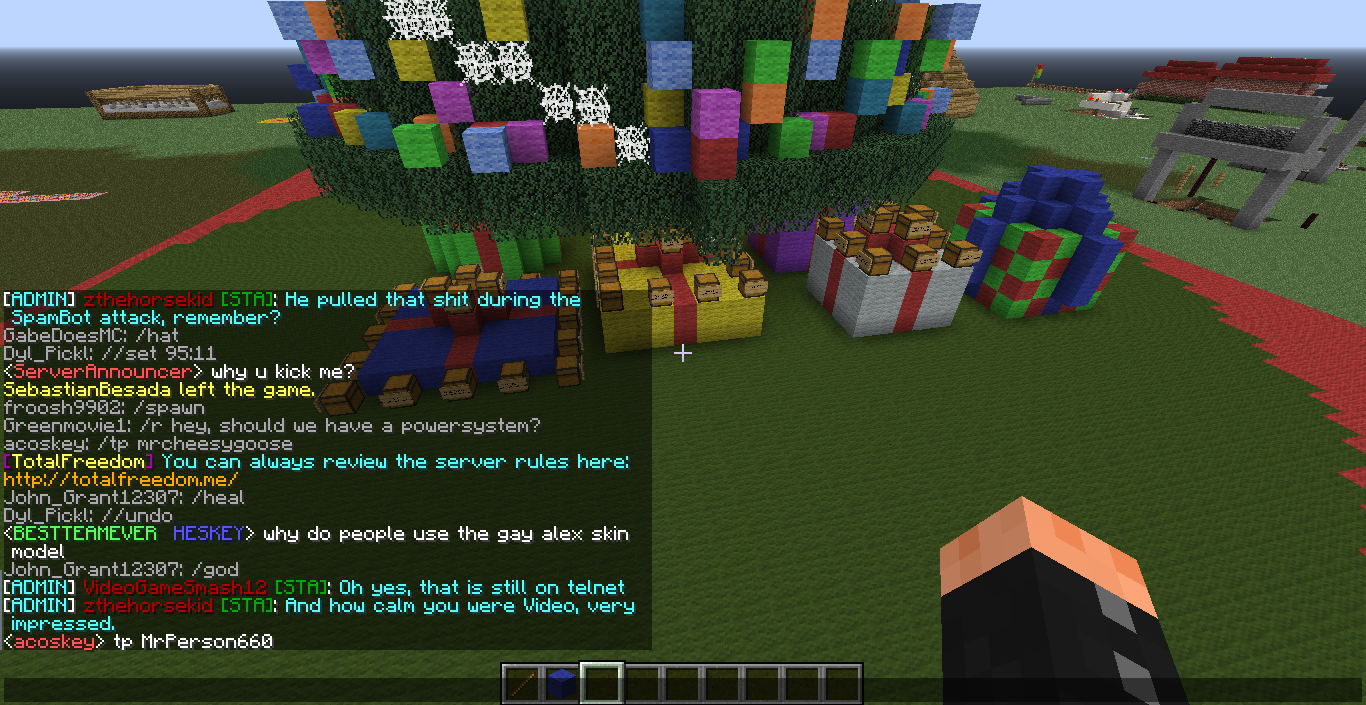 [ADMIN] zthehorsekid [STA]: He pulled that shit during the
SpamBot attack, remember?
GabeDoesMC: /hat
Dyl_Pickl: //set 95:11
<ServerAnnouncer> why u kick me?
SebastianBesada left the game.
froosh9902: /spawn
Greenmovie1: /r hey, should we have a powersystem?
acoskey: /tp mrcheesygoose
[TotalFreedom] You can always review the server rules here:
http://totalfreedom.me/
John_Grant12307: /heal
Dyl_Pickl: //undo
<BESTTEAMEVER HESKEY> why do people use the gay alex skin
model
John_Grant12307: /god
[ADMIN] VideoGameSmash12 [STA]: Oh yes, that is still on telnet
[ADMIN] zthehorsekid [STA]: And how calm you were Video, very
impressed.
<acoskey> tp MrPerson660